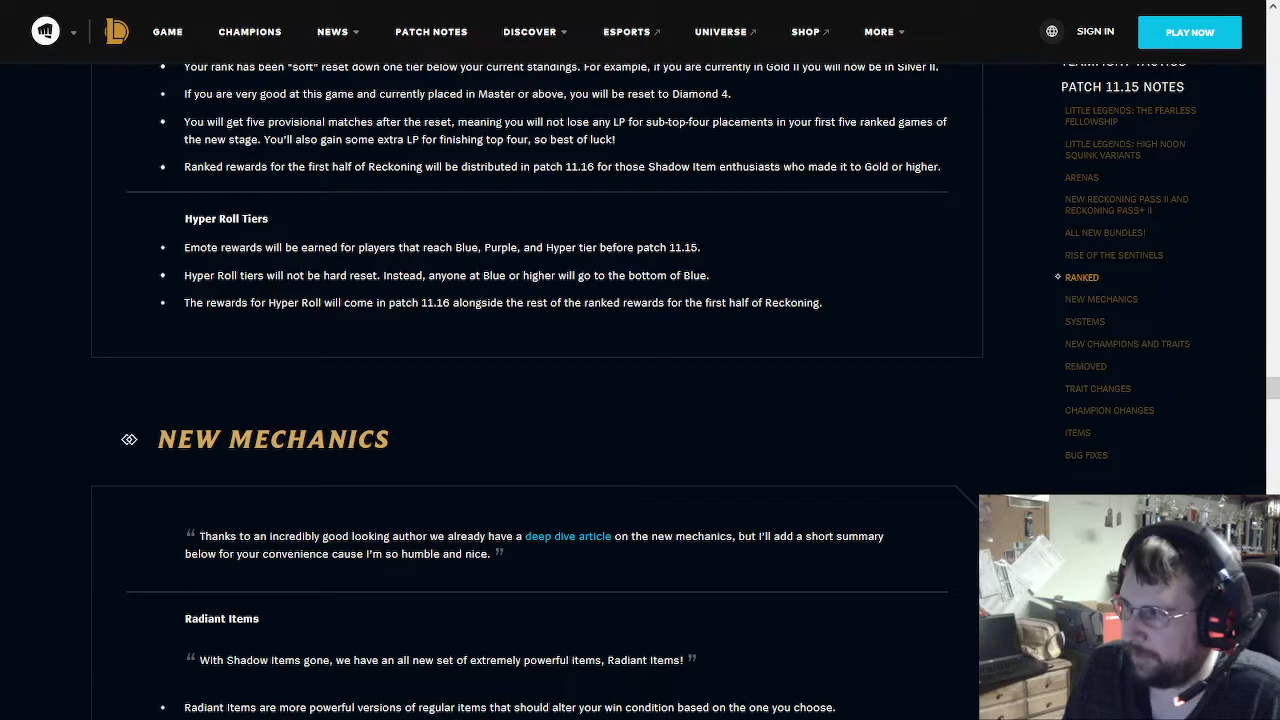 GAME
CHAMPIONS
NEWS
PATCH NOTES
DISCOVER
ESPORTS
UNIVERSE
SHOP
MORE
SIGN IN
PLAY NOW
Your rank has been "soft" reset down one tier below your current standings. For example, if you are currently in Gold II you will now be in Silver II.
If you are very good at this game and currently placed in Master or above, you will be reset to Diamond 4.
You will get five provisional matches after the reset, meaning you will not lose any LP for sub-top-four placements in your first five ranked games of
the new stage. You'll also gain some extra LP for finishing top four, so best of luck!
Ranked rewards for the first half of Reckoning will be distributed in patch 11.16 for those Shadow Item enthusiasts who made it to Gold or higher.
Hyper Roll Tiers
Emote rewards will be earned for players that reach Blue, Purple, and Hyper tier before patch 11.15.
Hyper Roll tiers will not be hard reset. Instead, anyone at Blue or higher will go to the bottom of Blue.
The rewards for Hyper Roll will come in patch 11.16 alongside the rest of the ranked rewards for the first half of Reckoning.
NEW MECHANICS
“ Thanks to an incredibly good looking author we already have a deep dive article on the new mechanics, but I'll add a short summary
below for your convenience cause I'm so humble and nice. ”
Radiant Items
“ With Shadow Items gone, we have an all new set of extremely powerful items, Radiant Items! ”
Radiant Items are more powerful versions of regular items that should alter your win condition based on the one you choose.
TEAMFIGHT TACTICS
PATCH 11.15 NOTES
LITTLE LEGENDS: THE FEARLESS
FELLOWSHIP
LITTLE LEGENDS: HIGH NOON
SQUINK VARIANTS
ARENAS
NEW RECKONING PASS II AND
RECKONING PASS+ II
ALL NEW BUNDLES!
RISE OF THE SENTINELS
RANKED
NEW MECHANICS
SYSTEMS
NEW CHAMPIONS AND TRAITS
REMOVED
TRAIT CHANGES
CHAMPION CHANGES
ITEMS
BUG FIXES